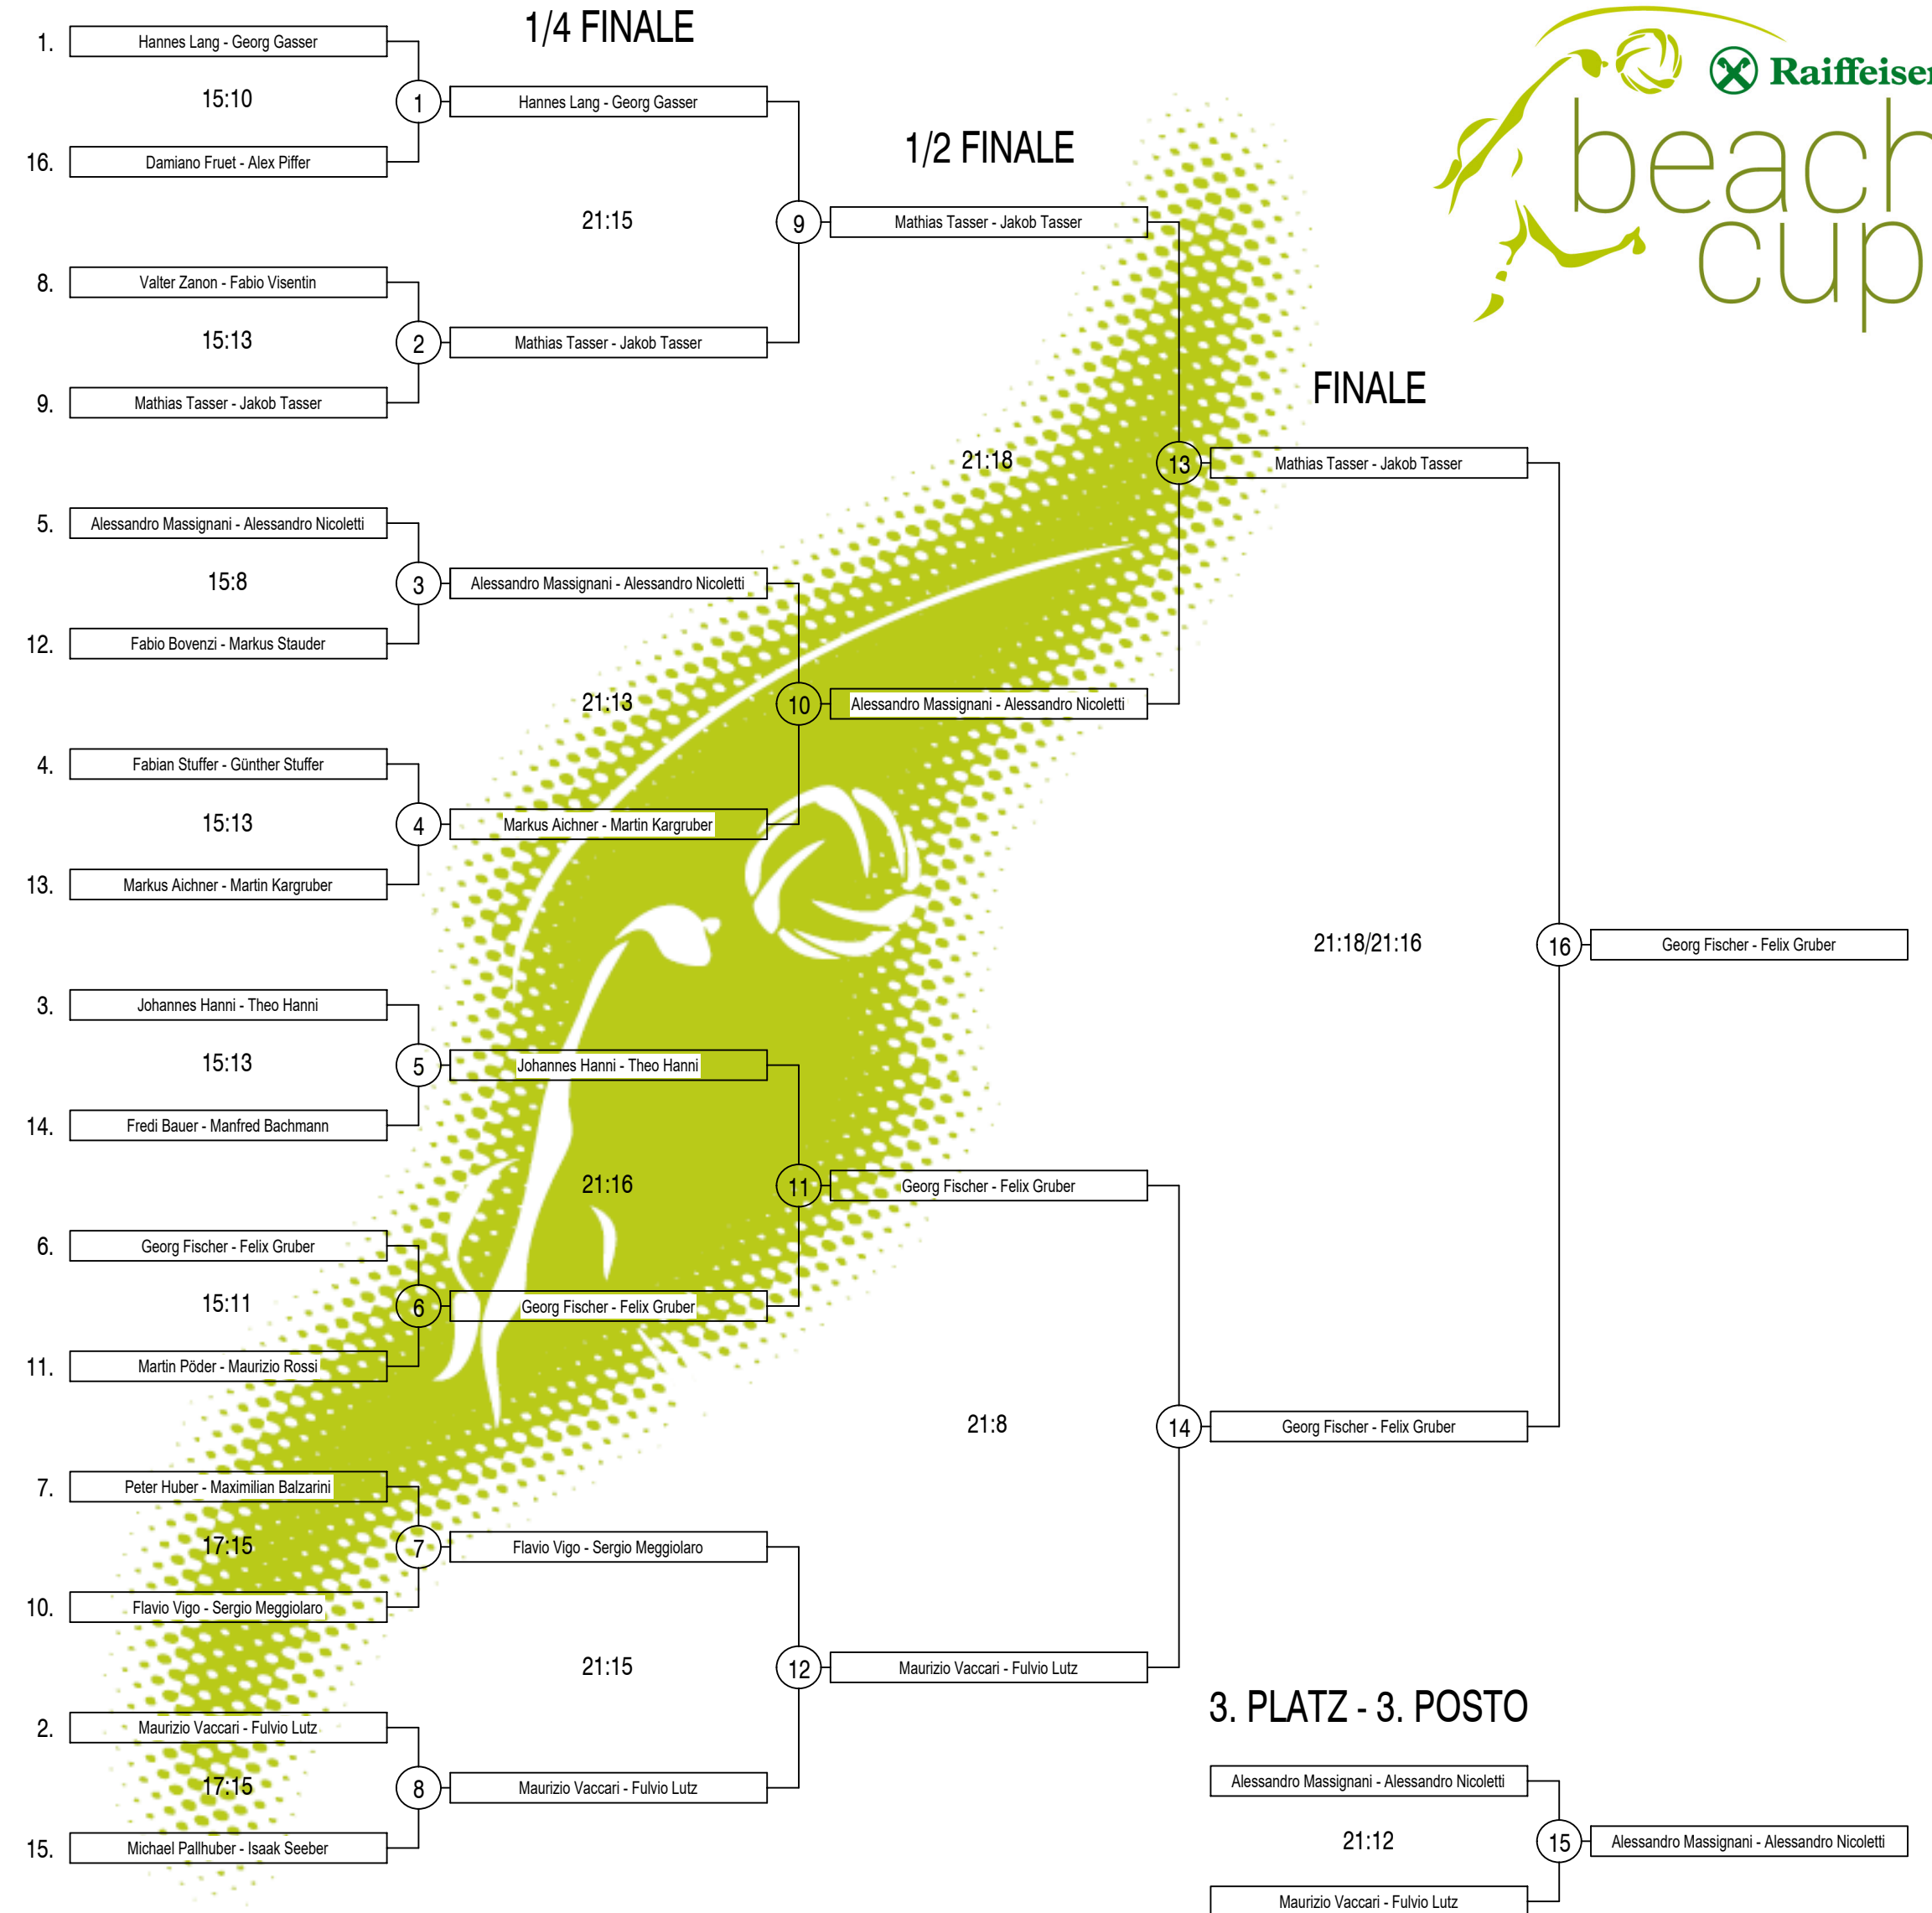 1/4 FINALE
1. Hannes Lang - Georg Gasser
15:10 1 Hannes Lang - Georg Gasser
16. Damiano Fruet - Alex Piffer
Raiffeisen
beach
cup
1/2 FINALE
21:15 9 Mathias Tasser - Jakob Tasser
8. Valter Zanon - Fabio Visentin
15:13 2 Mathias Tasser - Jakob Tasser
9. Mathias Tasser - Jakob Tasser
FINALE
21:18 13 Mathias Tasser - Jakob Tasser
5. Alessandro Massignani - Alessandro Nicoletti
15:8 3 Alessandro Massignani - Alessandro Nicoletti
12. Fabio Bovenzi - Markus Stauder
21:13 10 Alessandro Massignani - Alessandro Nicoletti
4. Fabian Stuffer - Günther Stuffer
15:13 4 Markus Aichner - Martin Kargruber
13. Markus Aichner - Martin Kargruber
21:18/21:16 16 Georg Fischer - Felix Gruber
3. Johannes Hanni - Theo Hanni
15:13 5 Johannes Hanni - Theo Hanni
14. Fredi Bauer - Manfred Bachmann
21:16 11 Georg Fischer - Felix Gruber
6. Georg Fischer - Felix Gruber
15:11 6 Georg Fischer - Felix Gruber
11. Martin Pöder - Maurizio Rossi
21:8 14 Georg Fischer - Felix Gruber
7. Peter Huber - Maximilian Balzarini
17:15 7 Flavio Vigo - Sergio Meggiolaro
10. Flavio Vigo - Sergio Meggiolaro
21:15 12 Maurizio Vaccari - Fulvio Lutz
2. Maurizio Vaccari - Fulvio Lutz
17:15 8 Maurizio Vaccari - Fulvio Lutz
15. Michael Pallhuber - Isaak Seeber
3. PLATZ - 3. POSTO
Alessandro Massignani - Alessandro Nicoletti
21:12 15 Alessandro Massignani - Alessandro Nicoletti
Maurizio Vaccari - Fulvio Lutz